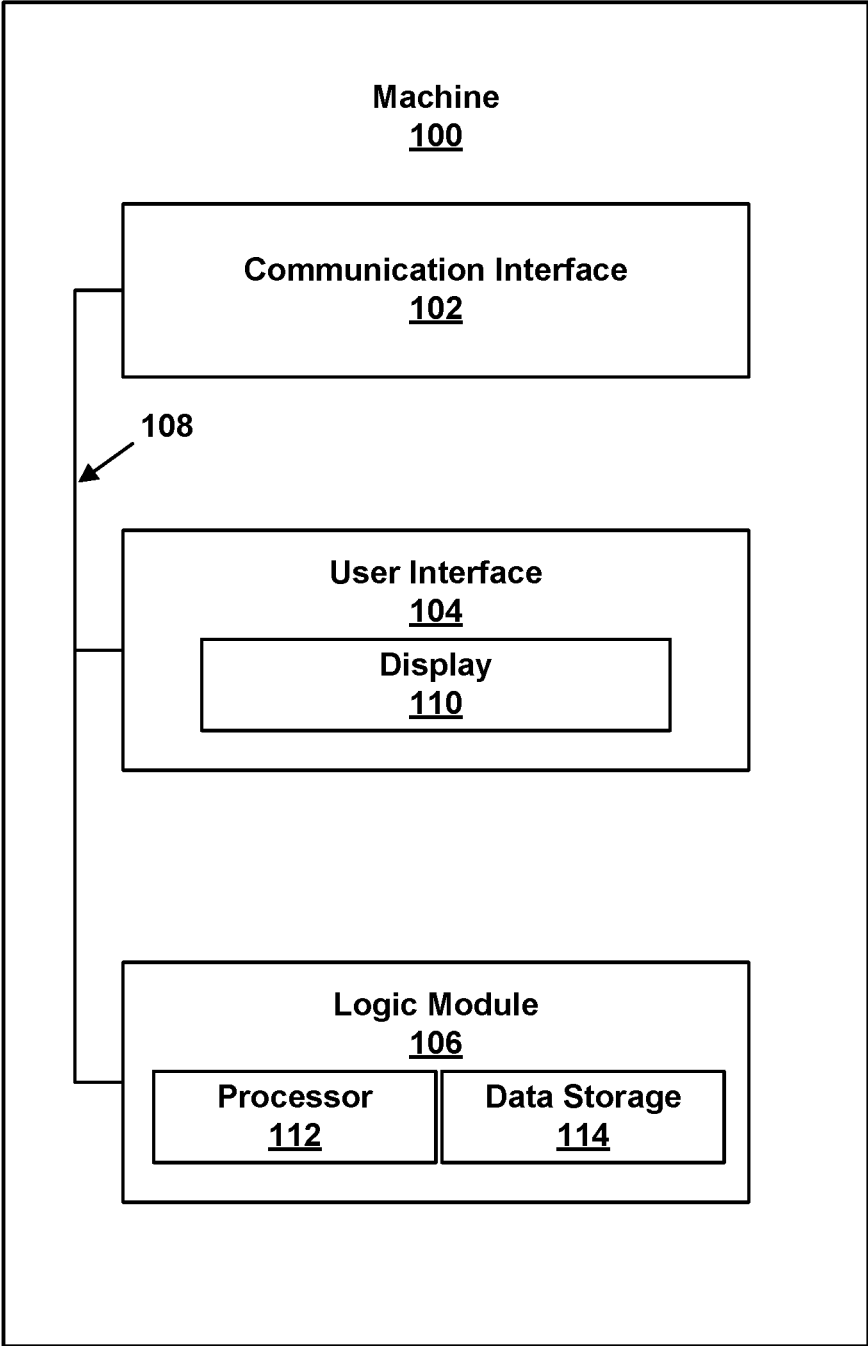 Machine
100
Communication Interface
102
108
User Interface
104
Display
110
Logic Module
106
Processor
112
Data Storage
114